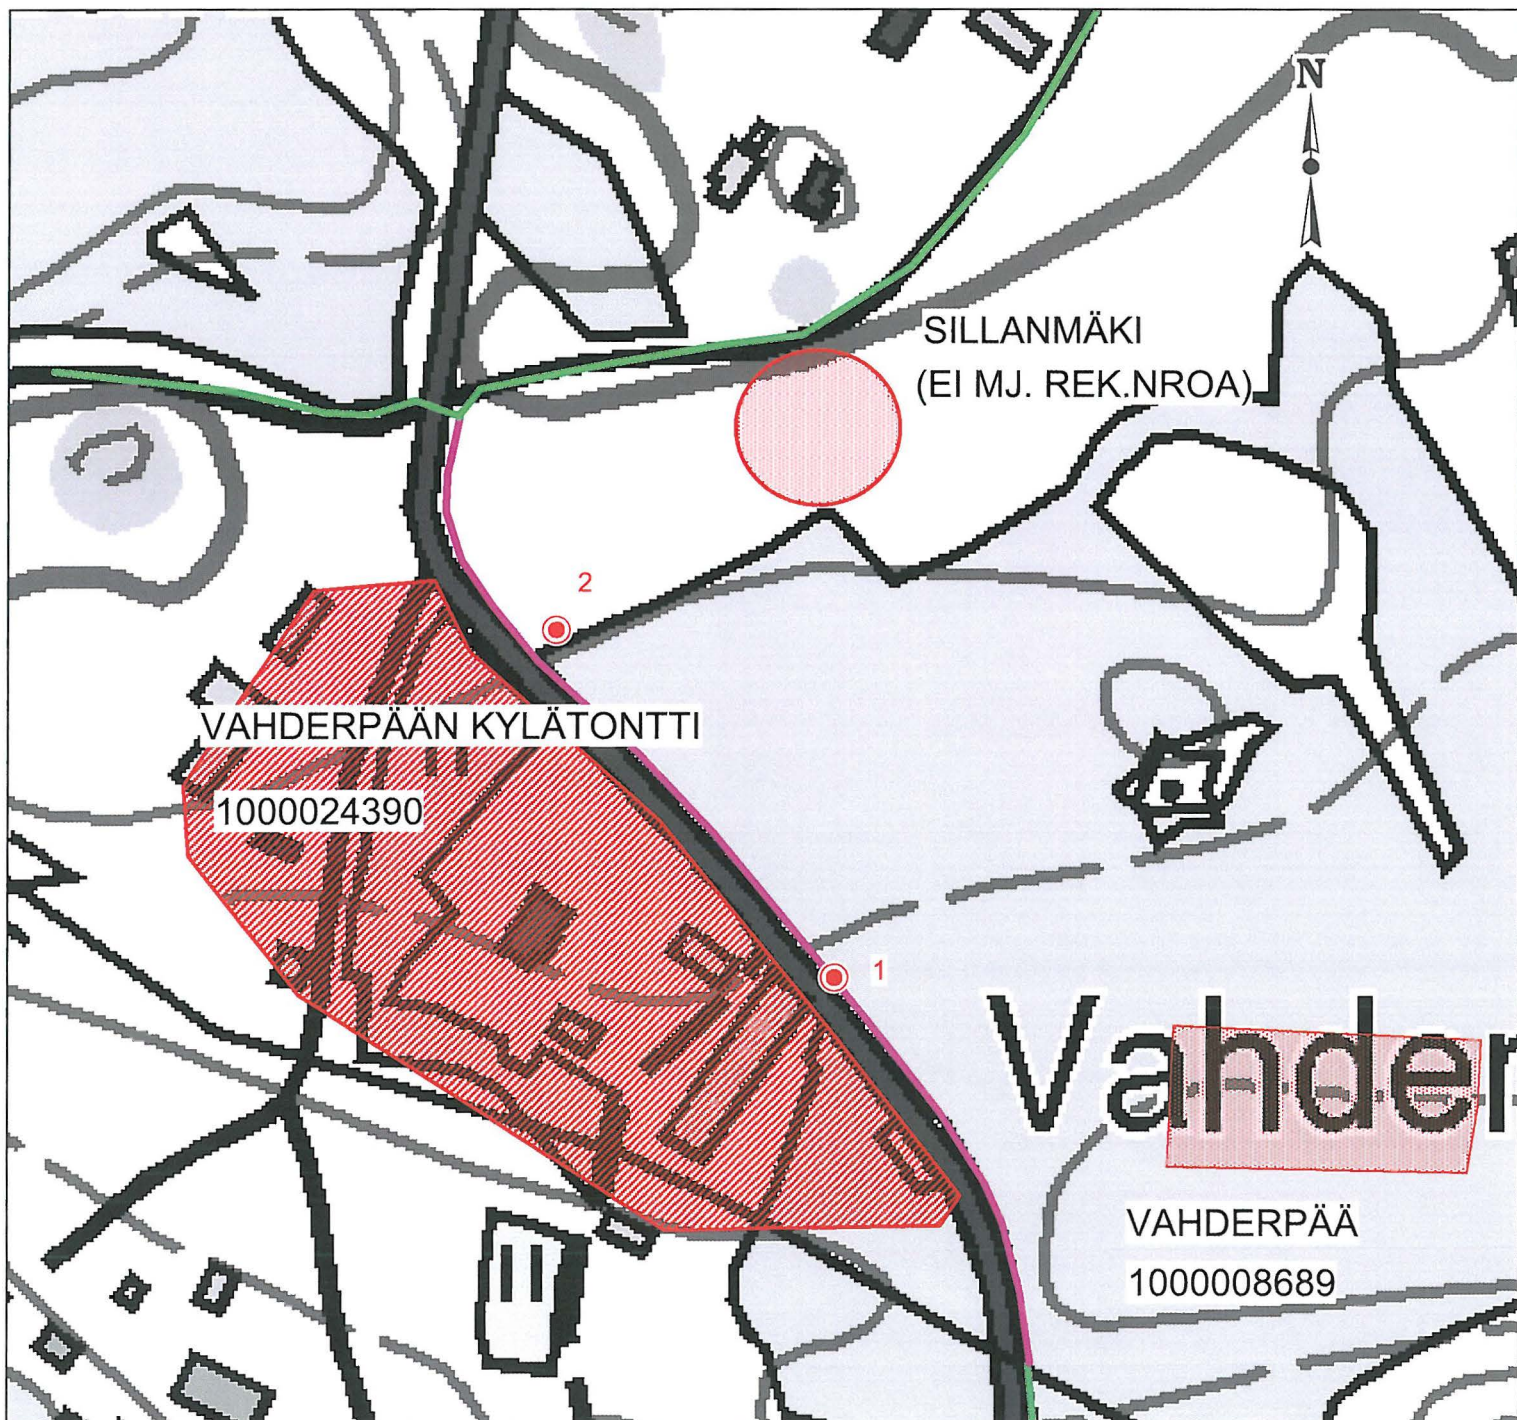 N
SILLANMÄKI
(EI MJ. REK.NROA)
2
VAHDERPÄÄN KYLÄTONTTI
1000024390
1
Vahder
VAHDERPÄÄ
1000008689